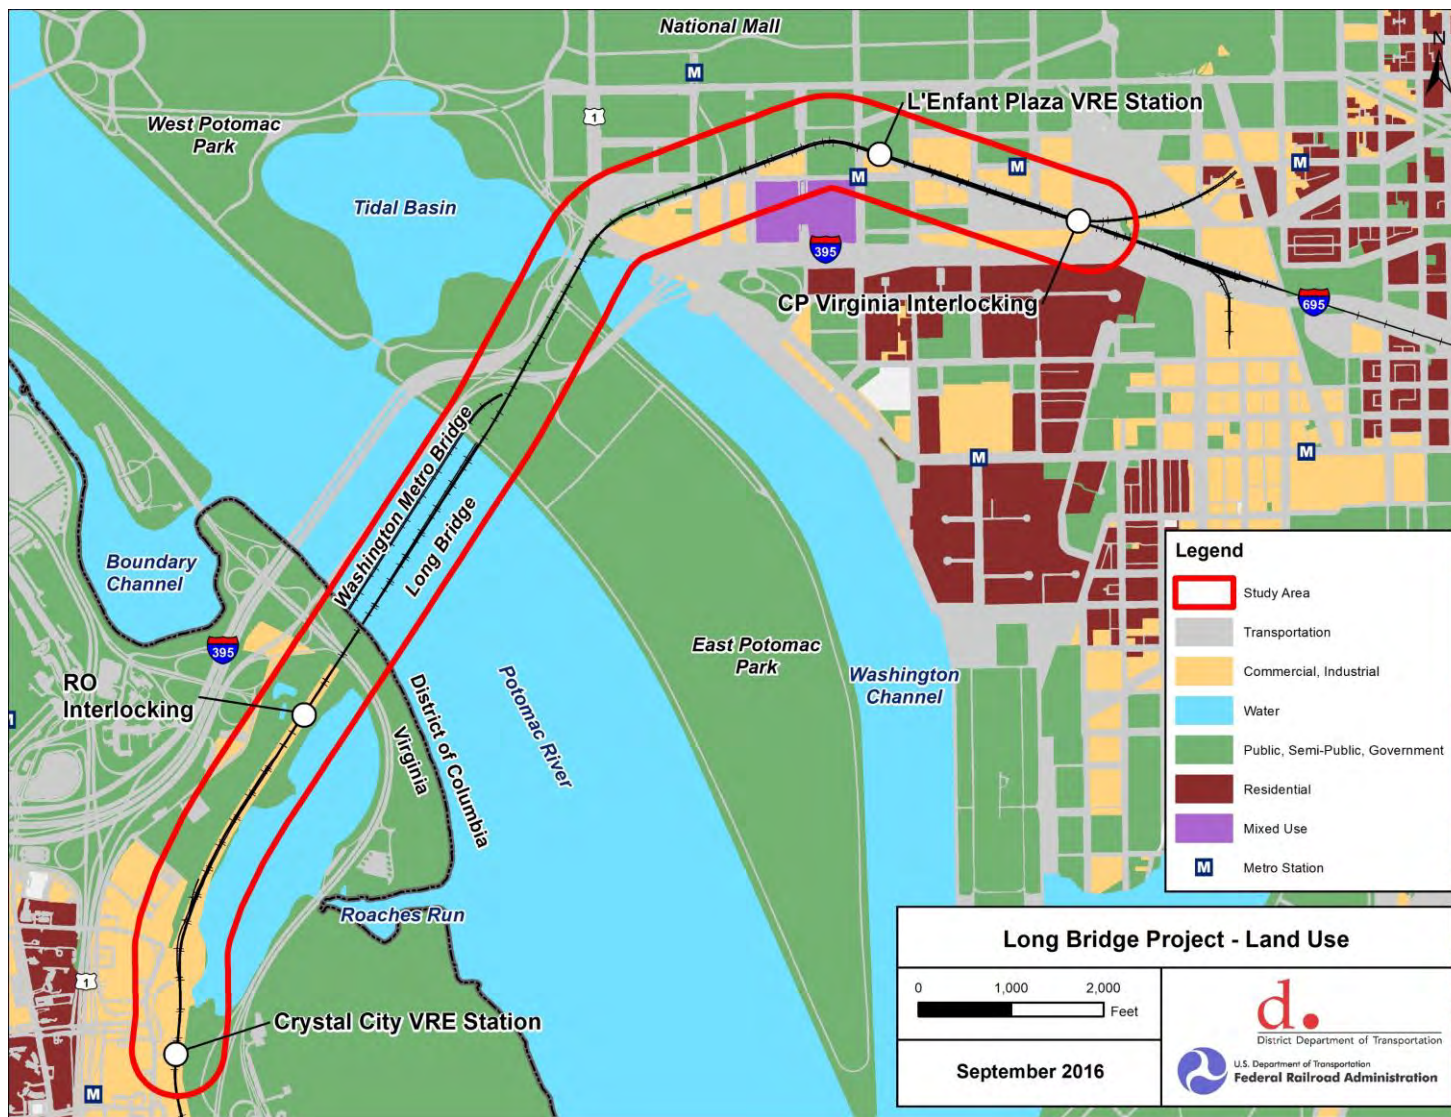 National Mall
N
M
L'Enfant Plaza VRE Station
1
West Potomac
Park
M
M
M
Tidal Basin
395
CP Virginia Interlocking
695
Washington Metro Bridge
Long Bridge
M
M
Boundary
Channel
395
RO
Interlocking
M
District of Columbia
Virginia
Potomac River
East Potomac
Park
Washington
Channel
Roaches Run
1
Crystal City VRE Station
M
Legend
Study Area
Transportation
Commercial, Industrial
Water
Public, Semi-Public, Government
Residential
Mixed Use
M Metro Station
Long Bridge Project - Land Use
0 1,000 2,000
Feet
September 2016
d.
District Department of Transportation
U.S. Department of Transportation
Federal Railroad Administration